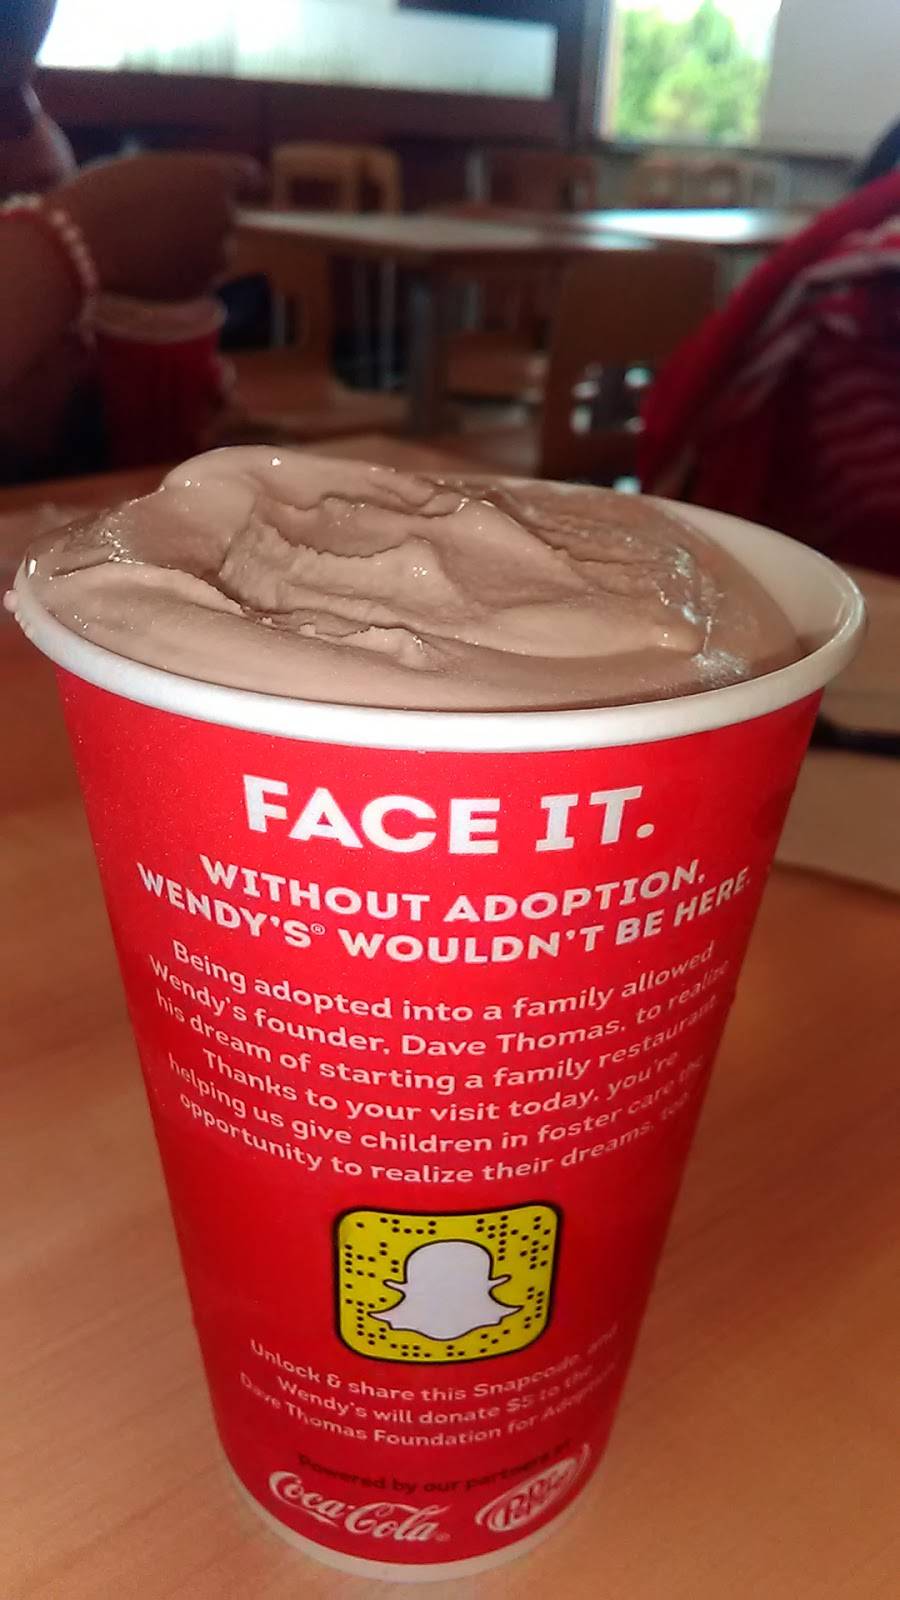 FACE IT.
WITHOUT ADOPTION,
WENDY'S® WOULDN'T BE HERE.
Being adopted into a family allowed
Wendy's founder, Dave Thomas, to realize
his dream of starting a family restaurant.
Thanks to your visit today, you're
helping us give children in foster care the
opportunity to realize their dreams, too.
Unlock & share this Snapcode, and
Wendy's will donate $5 to the
Dave Thomas Foundation for Adoption
Powered by our partners at
Coca-Cola® Dr Pepper